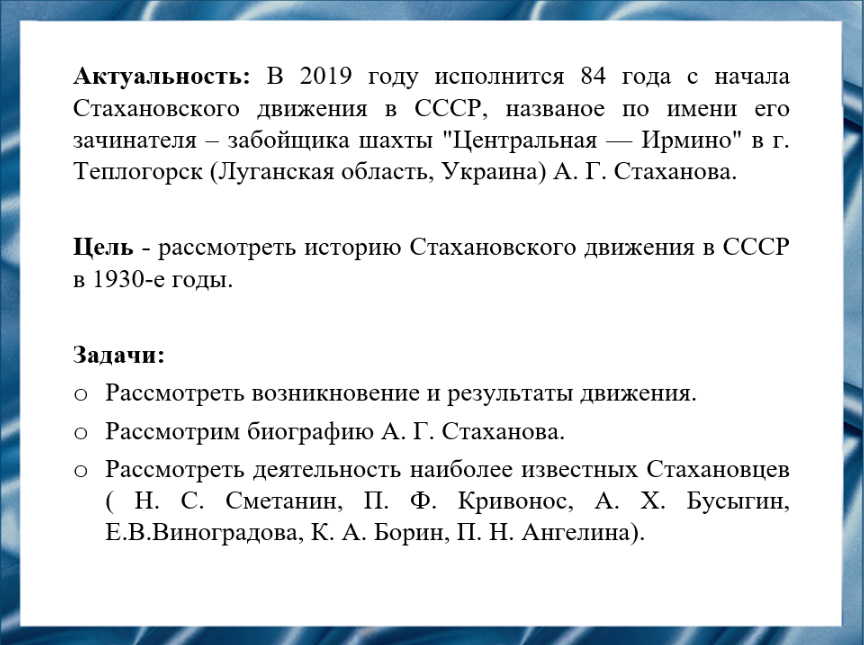 Актуальность: В 2019 году исполнится 84 года с начала
Стахановского движения в СССР, названое по имени его
зачинателя – забойщика шахты "Центральная — Ирмино" в г.
Теплогорск (Луганская область, Украина) А. Г. Стаханова.
Цель - рассмотреть историю Стахановского движения в СССР
в 1930-е годы.
Задачи:
o Рассмотреть возникновение и результаты движения.
o Рассмотрим биографию А. Г. Стаханова.
o Рассмотреть деятельность наиболее известных Стахановцев
( Н. С. Сметанин, П. Ф. Кривонос, А. Х. Бусыгин,
Е.В.Виноградова, К. А. Борин, П. Н. Ангелина).